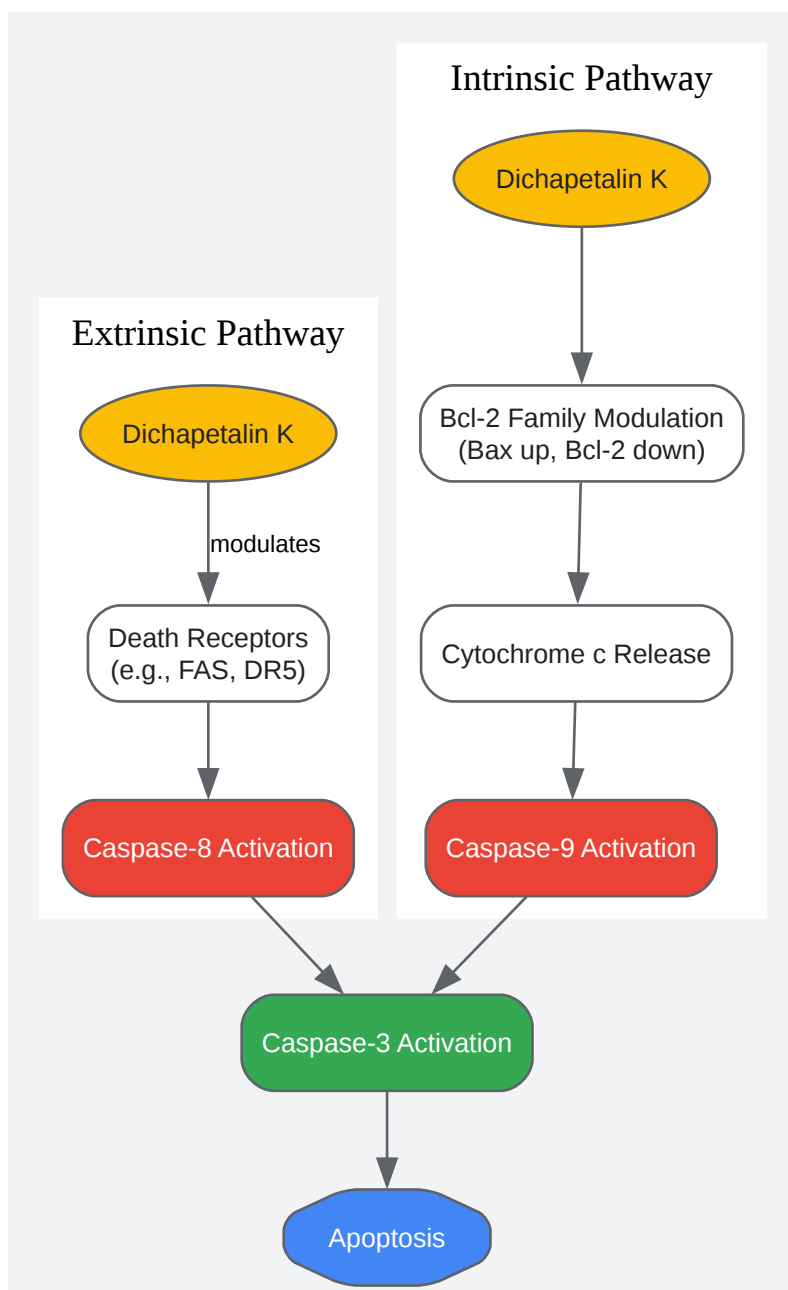 Extrinsic Pathway
Dichapetalin K
modulates
Death Receptors
(e.g., FAS, DR5)
Caspase-8 Activation
Intrinsic Pathway
Dichapetalin K
Bcl-2 Family Modulation
(Bax up, Bcl-2 down)
Cytochrome c Release
Caspase-9 Activation
Caspase-3 Activation
Apoptosis